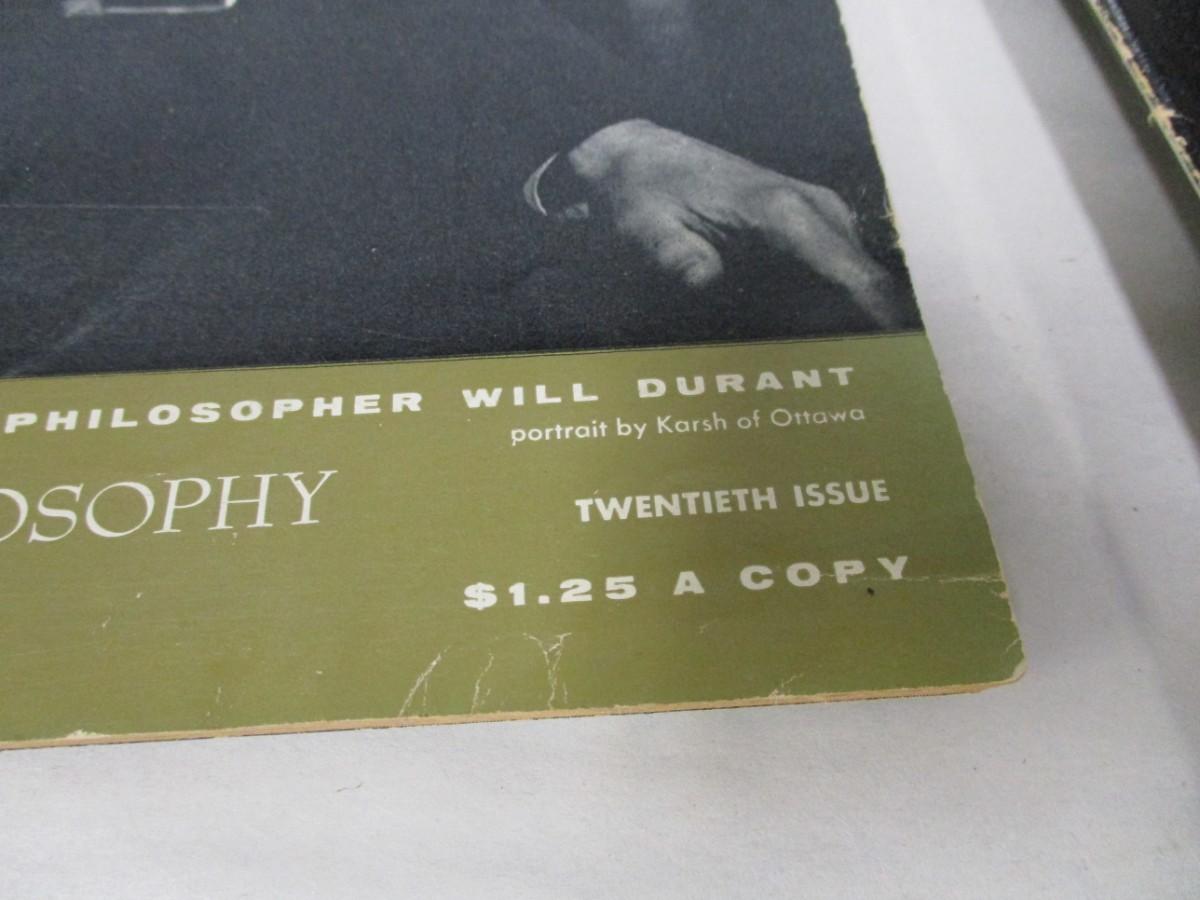 PHILOSOPHER WILL DURANT
portrait by Karsh of Ottawa
OSOPHY
TWENTIETH ISSUE
$1.25 A COPY